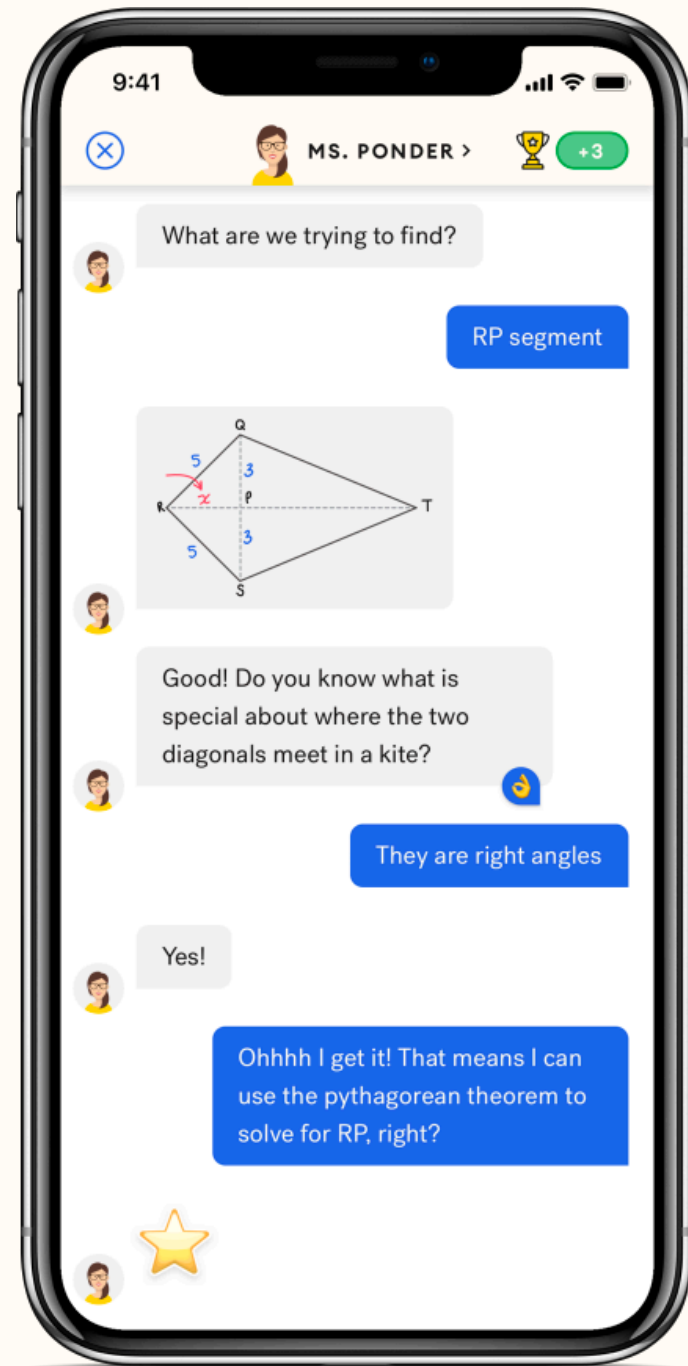 9:41
MS. PONDER >
+3
What are we trying to find?
RP segment
Q
5
3
x
P
R
T
5
3
S
Good! Do you know what is
special about where the two
diagonals meet in a kite?
They are right angles
Yes!
Ohhhh I get it! That means I can
use the pythagorean theorem to
solve for RP, right?